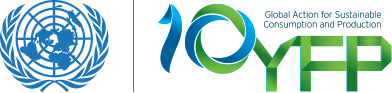 Global Action for Sustainable
Consumption and Production
10YFP